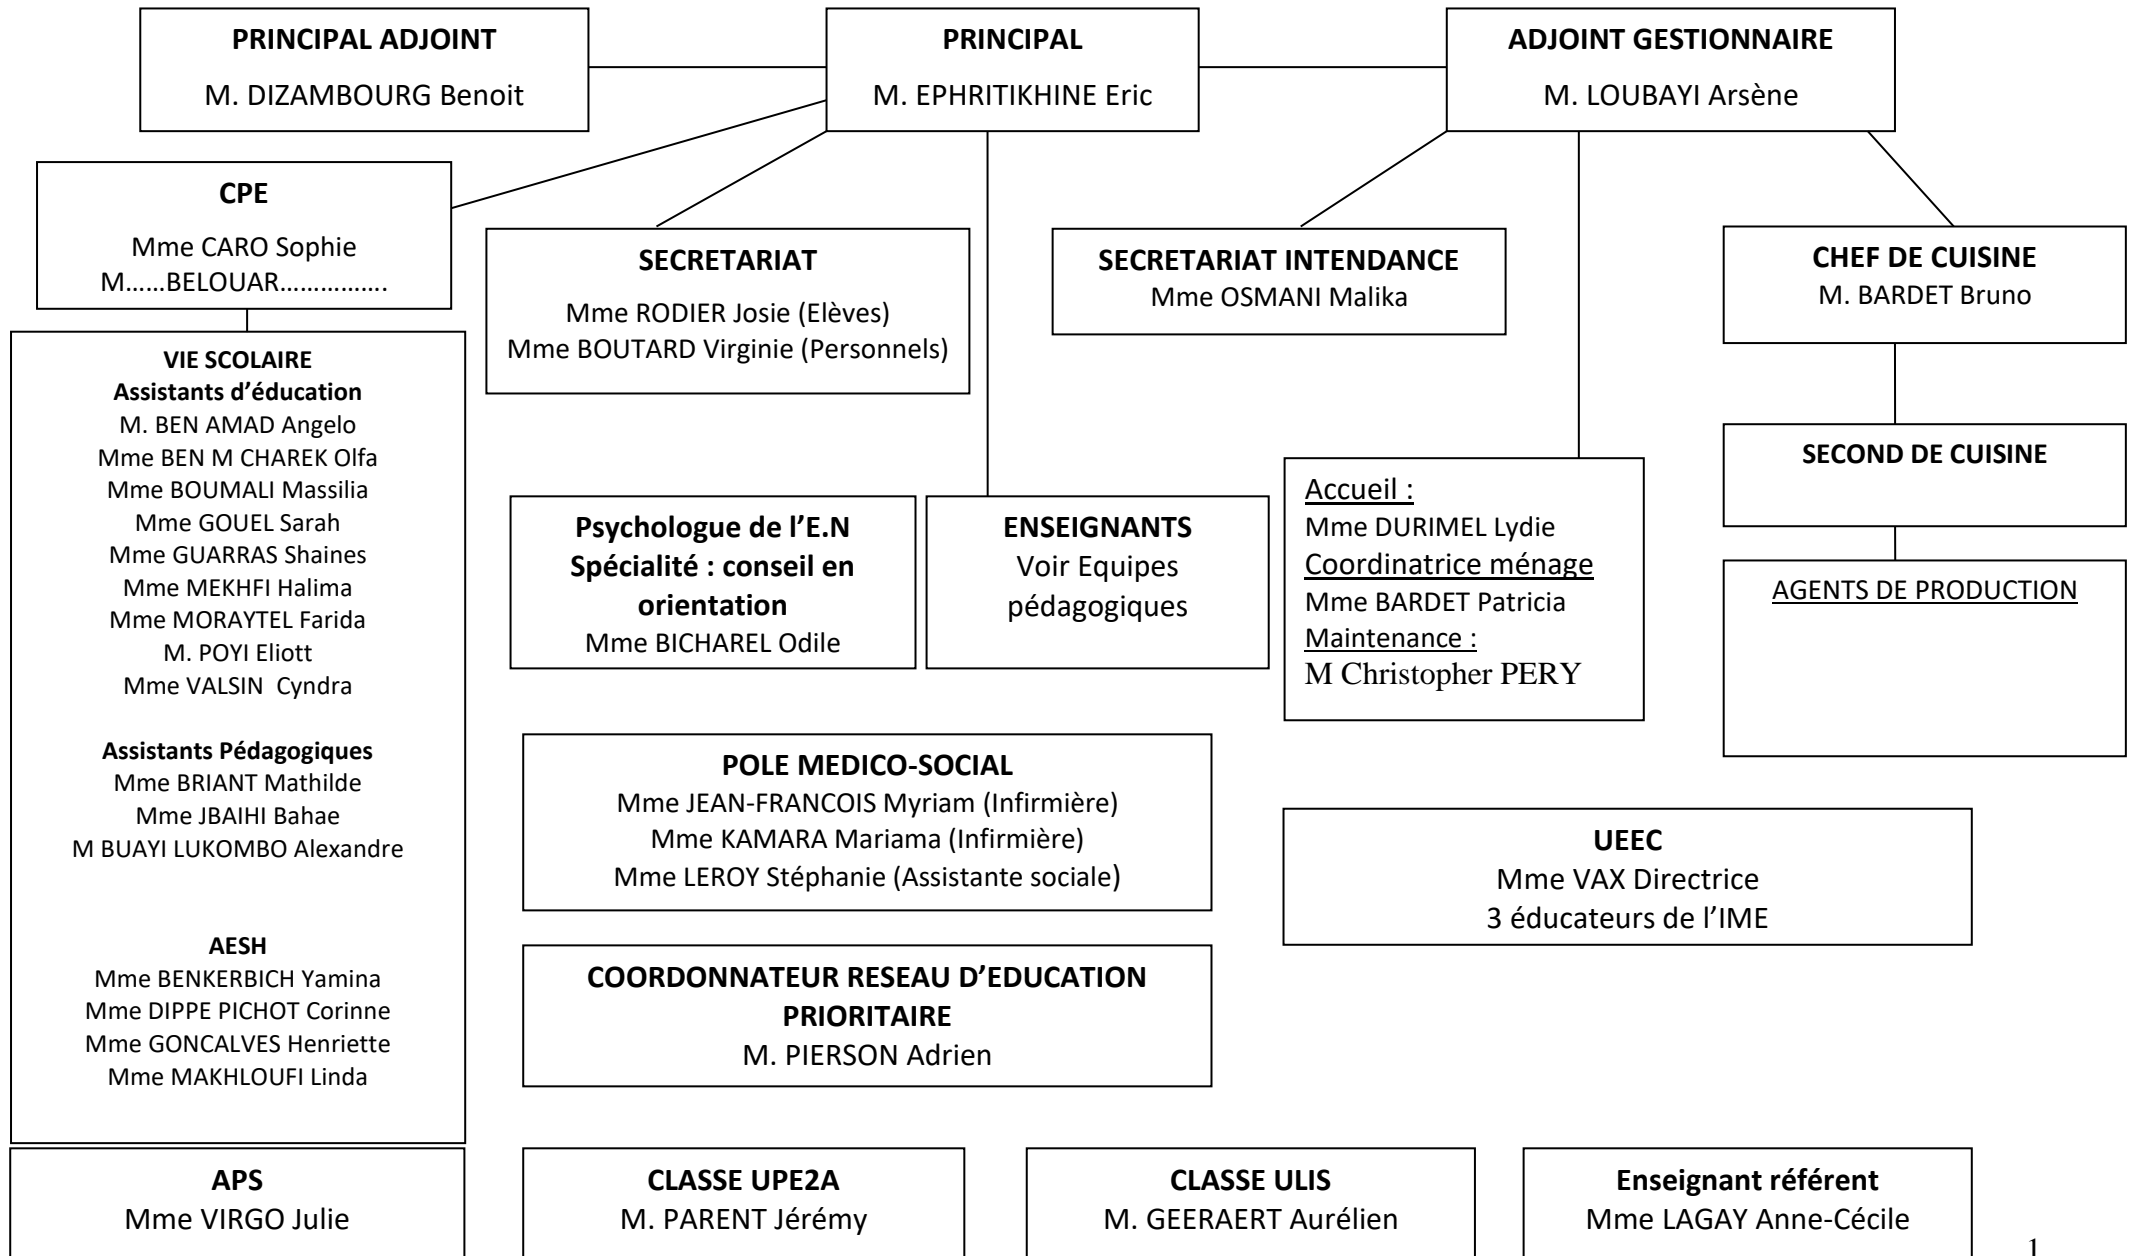 PRINCIPAL ADJOINT
M. DIZAMBOURG Benoit
PRINCIPAL
M. EPHRITIKHINE Eric
ADJOINT GESTIONNAIRE
M. LOUBAYI Arsène
CPE
Mme CARO Sophie
M......BELOUAR................
SECRETARIAT
Mme RODIER Josie (Elèves)
Mme BOUTARD Virginie (Personnels)
SECRETARIAT INTENDANCE
Mme OSMANI Malika
CHEF DE CUISINE
M. BARDET Bruno
VIE SCOLAIRE
Assistants d’éducation
M. BEN AMAD Angelo
Mme BEN M CHAREK Olfa
Mme BOUMALI Massilia
Mme GOUEL Sarah
Mme GUARRAS Shaines
Mme MEKHFI Halima
Mme MORAYTEL Farida
M. POYI Eliott
Mme VALSIN  Cyndra
Assistants Pédagogiques
Mme BRIANT Mathilde
Mme JBAIHI Bahae
M BUAYI LUKOMBO Alexandre
AESH
Mme BENKERBICH Yamina
Mme DIPPE PICHOT Corinne
Mme GONCALVES Henriette
Mme MAKHLOUFI Linda
Psychologue de l’E.N
Spécialité : conseil en
orientation
Mme BICHAREL Odile
ENSEIGNANTS
Voir Equipes
pédagogiques
Accueil :
Mme DURIMEL Lydie
Coordinatrice ménage
Mme BARDET Patricia
Maintenance :
M Christopher PERY
SECOND DE CUISINE
AGENTS DE PRODUCTION
POLE MEDICO-SOCIAL
Mme JEAN-FRANCOIS Myriam (Infirmière)
Mme KAMARA Mariama (Infirmière)
Mme LEROY Stéphanie (Assistante sociale)
UEEC
Mme VAX Directrice
3 éducateurs de l’IME
COORDONNATEUR RESEAU D’EDUCATION
PRIORITAIRE
M. PIERSON Adrien
APS
Mme VIRGO Julie
CLASSE UPE2A
M. PARENT Jérémy
CLASSE ULIS
M. GEERAERT Aurélien
Enseignant référent
Mme LAGAY Anne-Cécile
1